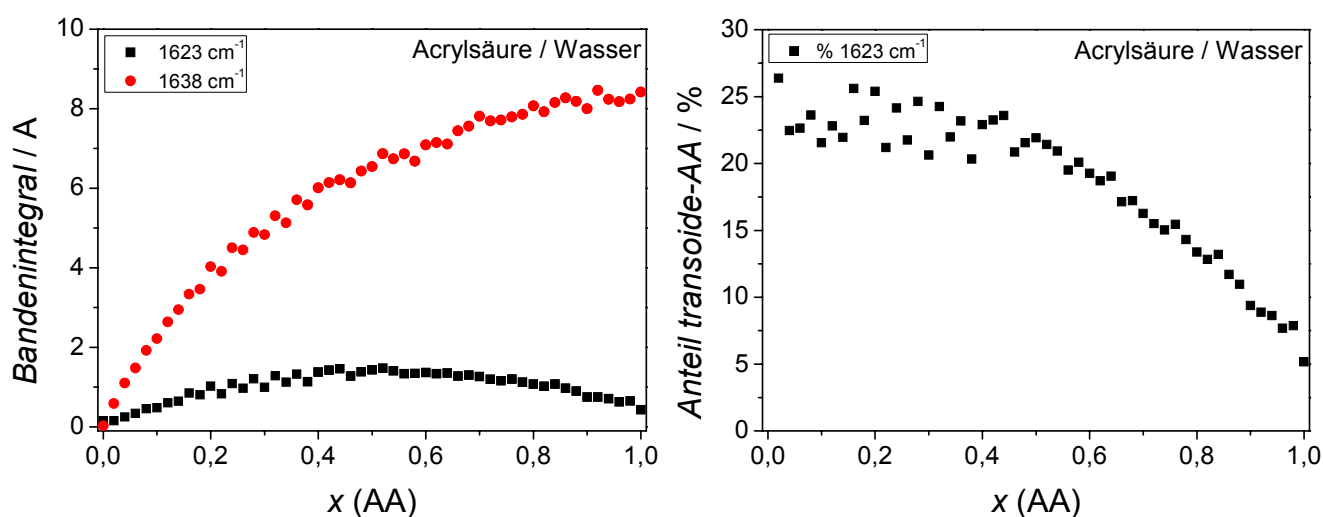 1623 cm⁻¹
1638 cm⁻¹
Acrylsäure / Wasser
Bandenintegral / A
10
8
6
4
2
0
0,0 0,2 0,4 0,6 0,8 1,0
x (AA)
% 1623 cm⁻¹
Acrylsäure / Wasser
Anteil transoide-AA / %
30
25
20
15
10
5
0
0,0 0,2 0,4 0,6 0,8 1,0
x (AA)